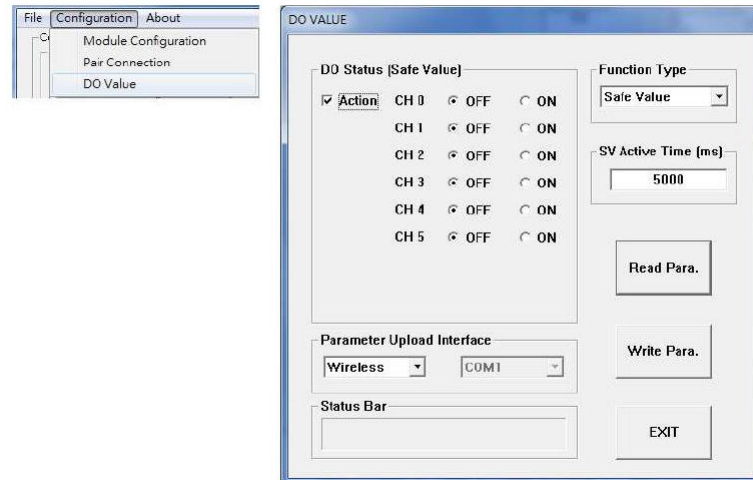 File Configuration About
Module Configuration
Pair Connection
DO Value
DO VALUE
DO Status (Safe Value)
Action CH 0 OFF ON
CH 1 OFF ON
CH 2 OFF ON
CH 3 OFF ON
CH 4 OFF ON
CH 5 OFF ON
Function Type
Safe Value
SV Active Time (ms)
5000
Read Para.
Write Para.
EXIT
Parameter Upload Interface
Wireless COM1
Status Bar